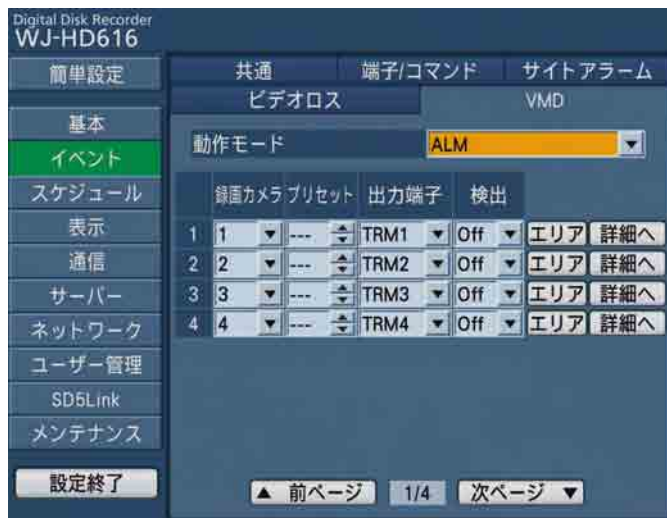 Digital Disk Recorder
WJ-HD616
簡単設定
基本
イベント
スケジュール
表示
通信
サーバー
ネットワーク
ユーザー管理
SD5Link
メンテナンス
設定終了
共通 端子/コマンド サイトアラーム
ビデオロス VMD
動作モード ALM
録画カメラ プリセット 出力端子 検出
1 1 --- TRM1 Off エリア 詳細へ
2 2 --- TRM2 Off エリア 詳細へ
3 3 --- TRM3 Off エリア 詳細へ
4 4 --- TRM4 Off エリア 詳細へ
▲ 前ページ 1/4 次ページ ▼